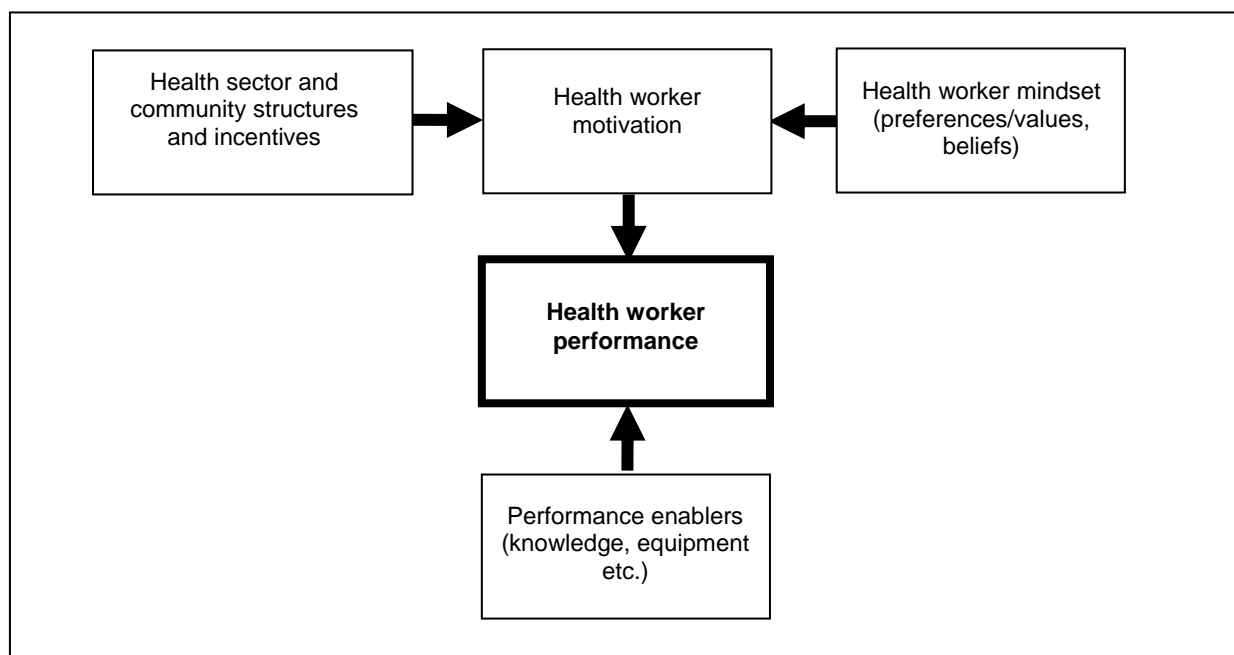 Health sector and
community structures
and incentives
Health worker
motivation
Health worker mindset
(preferences/values,
beliefs)
Health worker
performance
Performance enablers
(knowledge, equipment
etc.)